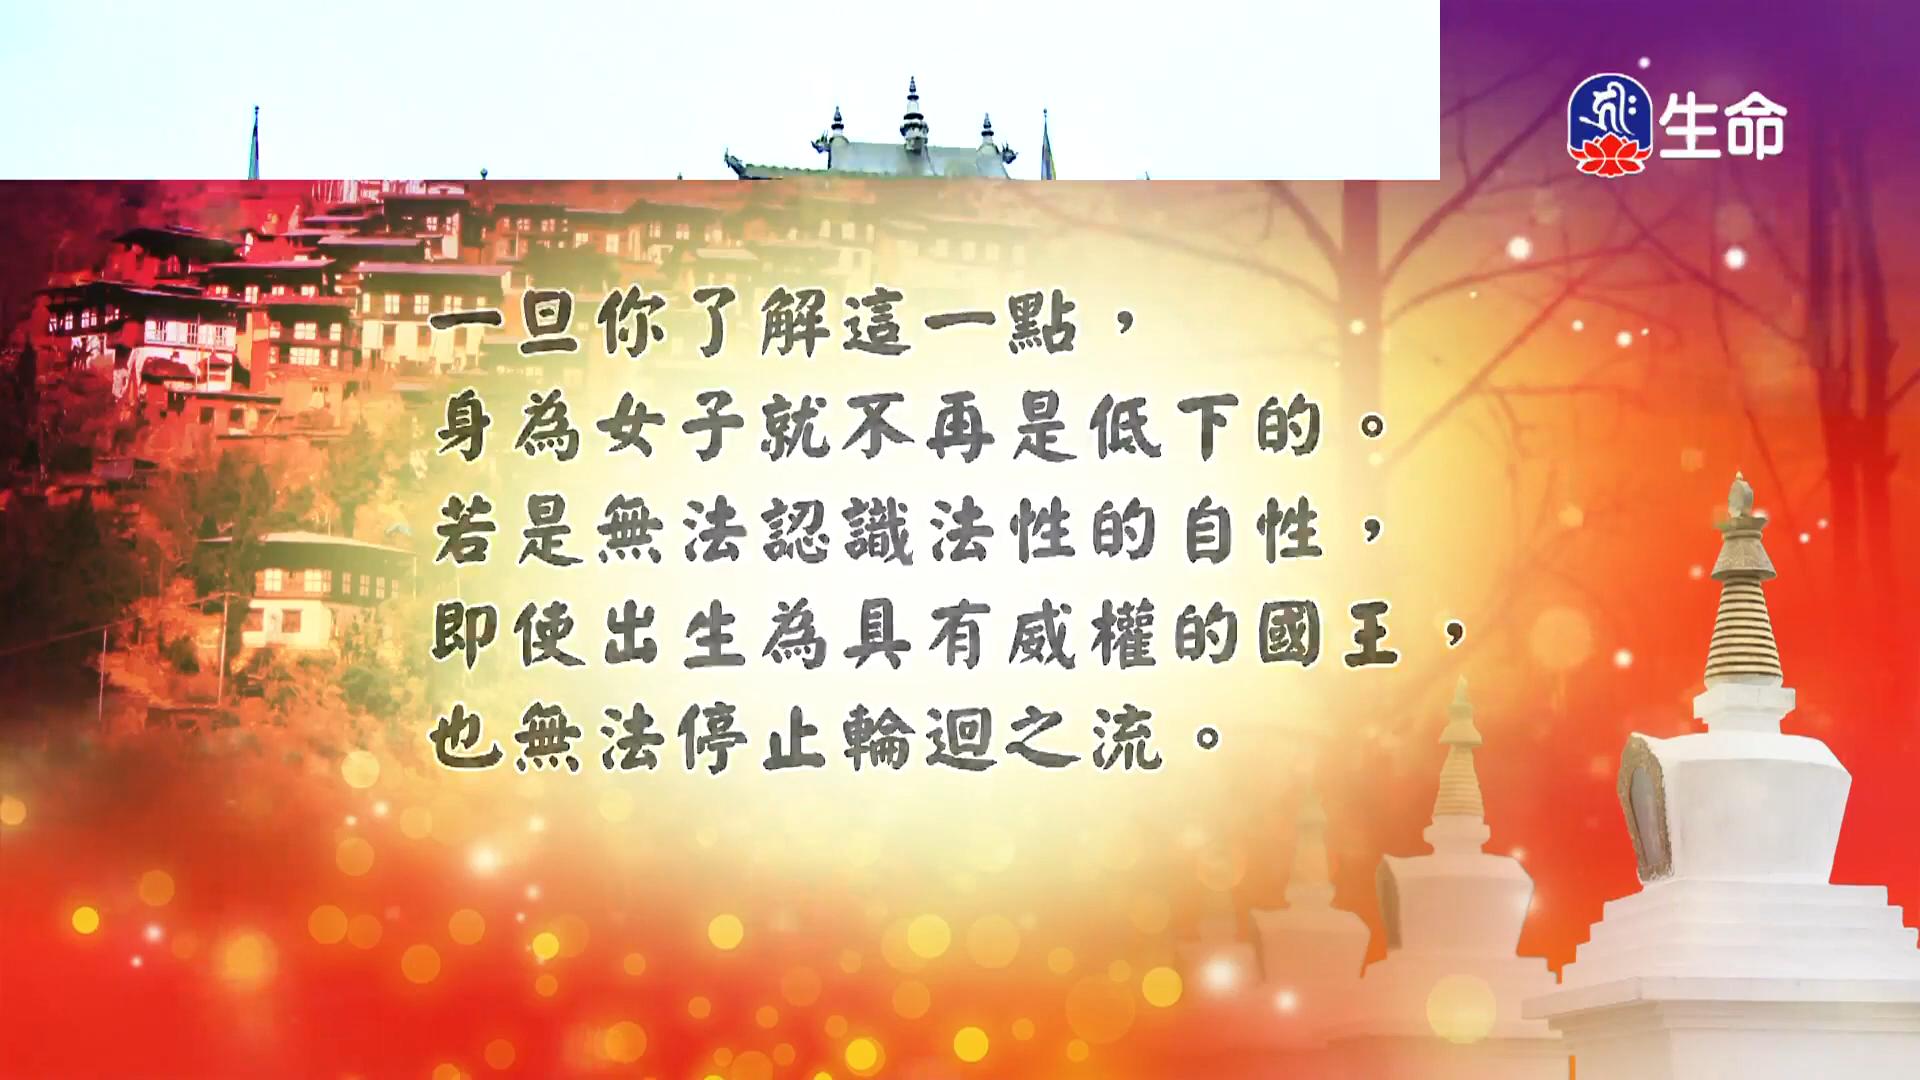 生命
一旦你了解這一點，
身為女子就不再是低下的。
若是無法認識法性的自性，
即使出生為具有威權的國王，
也無法停止輪迴之流。